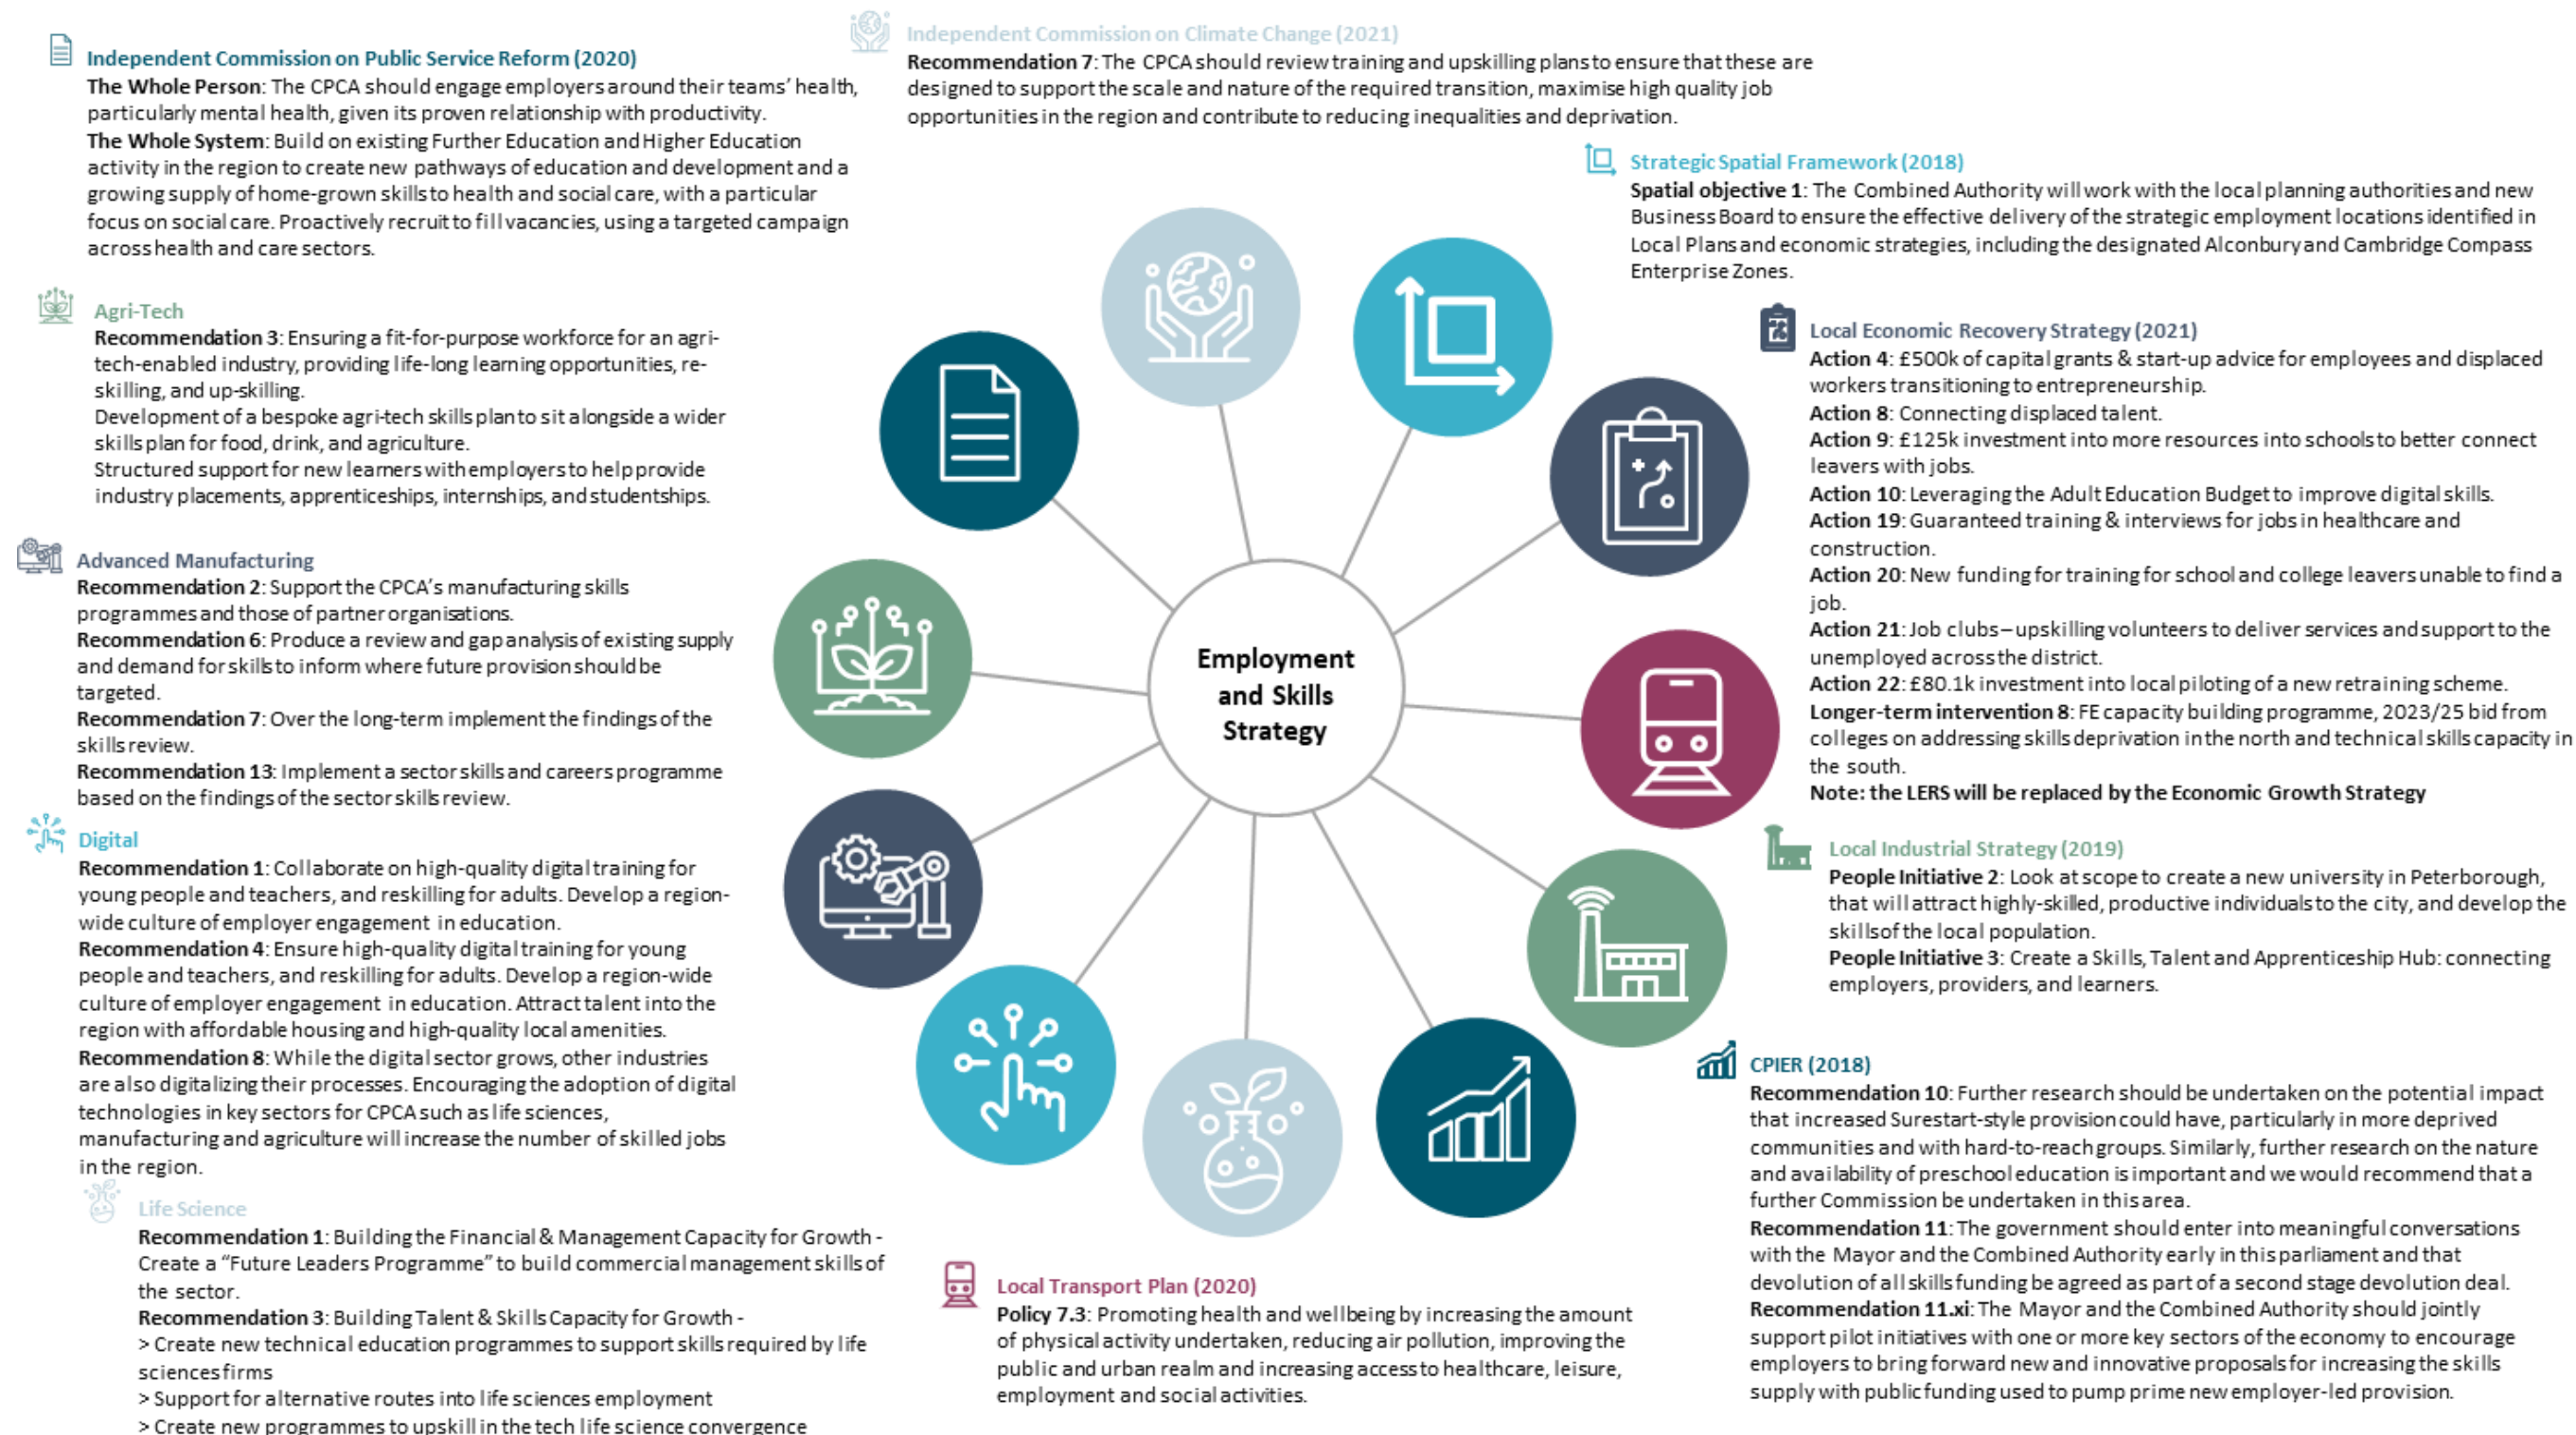 Independent Commission on Public Service Reform (2020)
The Whole Person: The CPCA should engage employers around their teams' health,
particularly mental health, given its proven relationship with productivity.
The Whole System: Build on existing Further Education and Higher Education
activity in the region to create new pathways of education and development and a
growing supply of home-grown skills to health and social care, with a particular
focus on social care. Proactively recruit to fill vacancies, using a targeted campaign
across health and care sectors.
Agri-Tech
Recommendation 3: Ensuring a fit-for-purpose workforce for an agri-
tech-enabled industry, providing life-long learning opportunities, re-
skilling, and up-skilling.
Development of a bespoke agri-tech skills plan to sit alongside a wider
skills plan for food, drink, and agriculture.
Structured support for new learners with employers to help provide
industry placements, apprenticeships, internships, and studentships.
Advanced Manufacturing
Recommendation 2: Support the CPCA's manufacturing skills
programmes and those of partner organisations.
Recommendation 6: Produce a review and gap analysis of existing supply
and demand for skills to inform where future provision should be
targeted.
Recommendation 7: Over the long-term implement the findings of the
skills review.
Recommendation 13: Implement a sector skills and careers programme
based on the findings of the sector skills review.
Digital
Recommendation 1: Collaborate on high-quality digital training for
young people and teachers, and reskilling for adults. Develop a region-
wide culture of employer engagement in education.
Recommendation 4: Ensure high-quality digital training for young
people and teachers, and reskilling for adults. Develop a region-wide
culture of employer engagement in education. Attract talent into the
region with affordable housing and high-quality local amenities.
Recommendation 8: While the digital sector grows, other industries
are also digitalizing their processes. Encouraging the adoption of digital
technologies in key sectors for CPCA such as life sciences,
manufacturing and agriculture will increase the number of skilled jobs
in the region.
Life Science
Recommendation 1: Building the Financial & Management Capacity for Growth -
Create a “Future Leaders Programme” to build commercial management skills of
the sector.
Recommendation 3: Building Talent & Skills Capacity for Growth -
> Create new technical education programmes to support skills required by life
sciences firms
> Support for alternative routes into life sciences employment
> Create new programmes to upskill in the tech life science convergence
Independent Commission on Climate Change (2021)
Recommendation 7: The CPCA should review training and upskilling plans to ensure that these are
designed to support the scale and nature of the required transition, maximise high quality job
opportunities in the region and contribute to reducing inequalities and deprivation.
Employment
and Skills
Strategy
Local Transport Plan (2020)
Policy 7.3: Promoting health and wellbeing by increasing the amount
of physical activity undertaken, reducing air pollution, improving the
public and urban realm and increasing access to healthcare, leisure,
employment and social activities.
Strategic Spatial Framework (2018)
Spatial objective 1: The Combined Authority will work with the local planning authorities and new
Business Board to ensure the effective delivery of the strategic employment locations identified in
Local Plans and economic strategies, including the designated Alconbury and Cambridge Compass
Enterprise Zones.
Local Economic Recovery Strategy (2021)
Action 4: £500k of capital grants & start-up advice for employees and displaced
workers transitioning to entrepreneurship.
Action 8: Connecting displaced talent.
Action 9: £125k investment into more resources into schools to better connect
leavers with jobs.
Action 10: Leveraging the Adult Education Budget to improve digital skills.
Action 19: Guaranteed training & interviews for jobs in healthcare and
construction.
Action 20: New funding for training for school and college leavers unable to find a
job.
Action 21: Job clubs – upskilling volunteers to deliver services and support to the
unemployed across the district.
Action 22: £80.1k investment into local piloting of a new retraining scheme.
Longer-term intervention 8: FE capacity building programme, 2023/25 bid from
colleges on addressing skills deprivation in the north and technical skills capacity in
the south.
Note: the LERS will be replaced by the Economic Growth Strategy
Local Industrial Strategy (2019)
People Initiative 2: Look at scope to create a new university in Peterborough,
that will attract highly-skilled, productive individuals to the city, and develop the
skills of the local population.
People Initiative 3: Create a Skills, Talent and Apprenticeship Hub: connecting
employers, providers, and learners.
CPIER (2018)
Recommendation 10: Further research should be undertaken on the potential impact
that increased Surestart-style provision could have, particularly in more deprived
communities and with hard-to-reach groups. Similarly, further research on the nature
and availability of preschool education is important and we would recommend that a
further Commission be undertaken in this area.
Recommendation 11: The government should enter into meaningful conversations
with the Mayor and the Combined Authority early in this parliament and that
devolution of all skills funding be agreed as part of a second stage devolution deal.
Recommendation 11.xi: The Mayor and the Combined Authority should jointly
support pilot initiatives with one or more key sectors of the economy to encourage
employers to bring forward new and innovative proposals for increasing the skills
supply with public funding used to pump prime new employer-led provision.